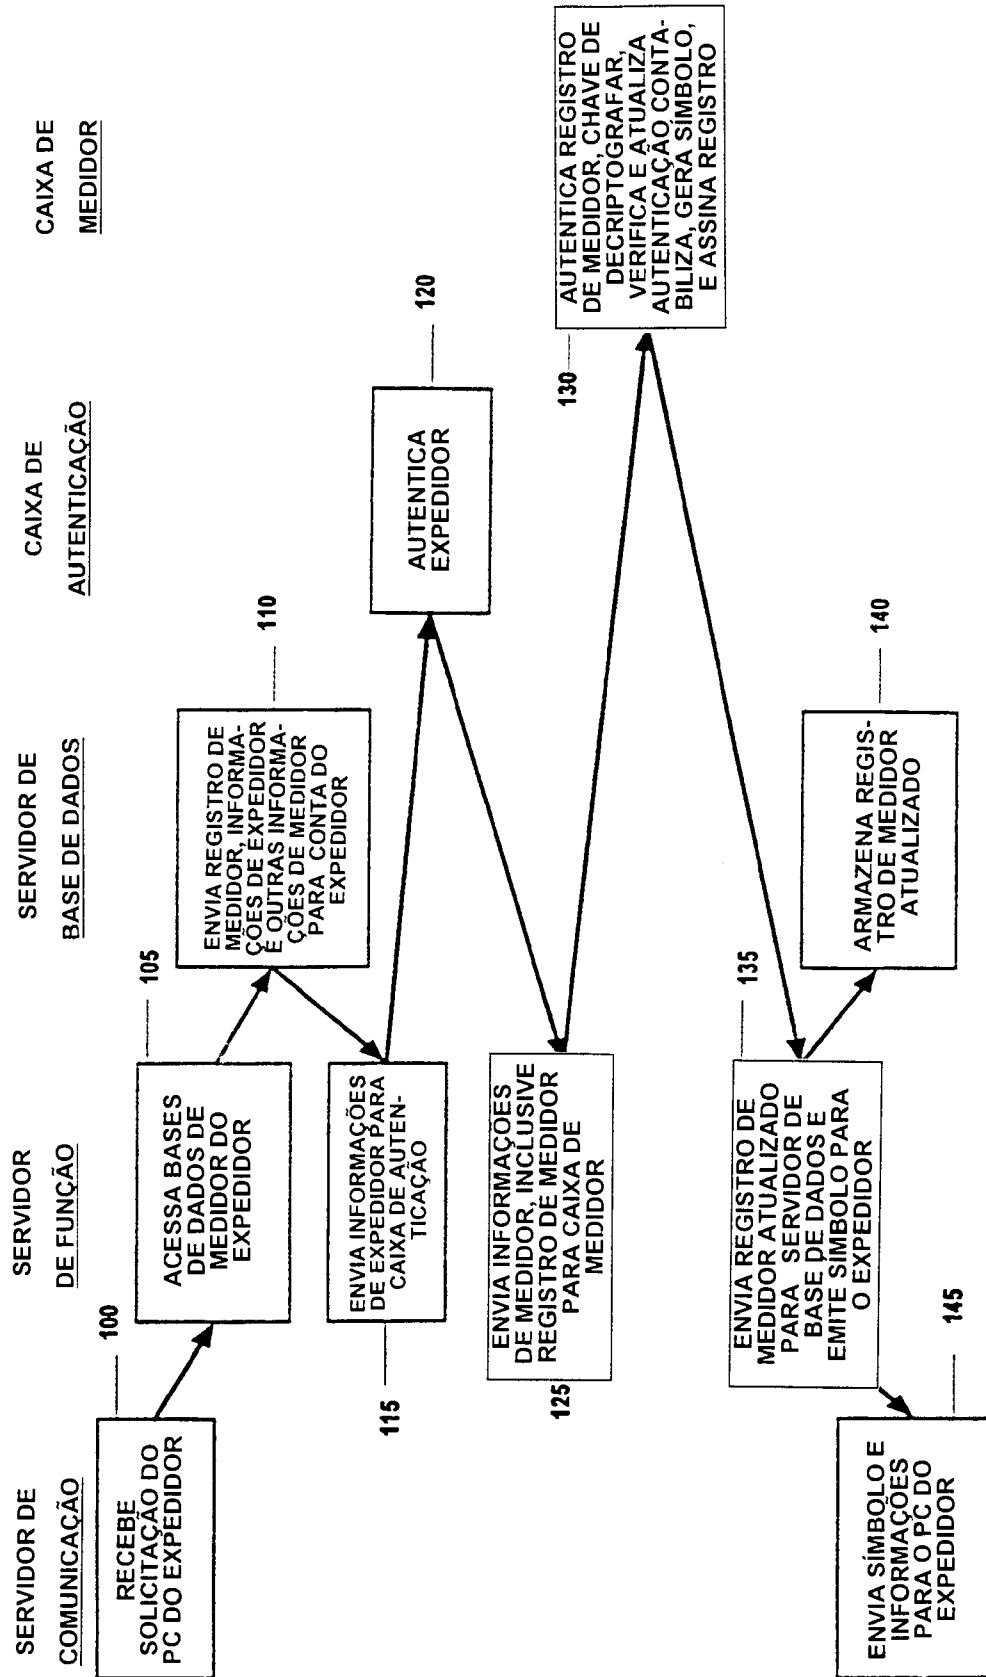 SERVIDOR DE
COMUNICAÇÃO
SERVIDOR
DE FUNÇÃO
SERVIDOR DE
BASE DE DADOS
CAIXA DE
AUTENTICAÇÃO
CAIXA DE
MEDIDOR
100
RECEBE
SOLICITAÇÃO DO
PC DO EXPEDIDOR
105
ACESSA BASES
DE DADOS DE
MEDIDOR DO
EXPEDIDOR
110
ENVIA REGISTRO DE
MEDIDOR, INFORMA-
ÇÕES DE EXPEDIDOR
E OUTRAS INFORMA-
ÇÕES DE MEDIDOR
PARA CONTA DO
EXPEDIDOR
115
ENVIA INFORMAÇÕES
DE EXPEDIDOR PARA
CAIXA DE AUTEN-
TICAÇÃO
120
AUTENTICA
EXPEDIDOR
125
ENVIA INFORMAÇOES
DE MEDIDOR, INCLUSIVE
REGISTRO DE MEDIDOR
PARA CAIXA DE
MEDIDOR
130
AUTENTICA REGISTRO
DE MEDIDOR, CHAVE DE
DECRIPTOGRAFAR,
VERIFICA E ATUALIZA
AUTENTICAÇÃO CONTA-
BILIZA, GERA SÍMBOLO,
E ASSINA REGISTRO
135
ENVIA REGISTRO DE
MEDIDOR ATUALIZADO
PARA SERVIDOR DE
BASE DE DADOS E
EMITE SÍMBOLO PARA
O EXPEDIDOR
140
ARMAZENA REGIS-
TRO DE MEDIDOR
ATUALIZADO
145
ENVIA SÍMBOLO E
INFORMAÇÕES
PARA O PC DO
EXPEDIDOR